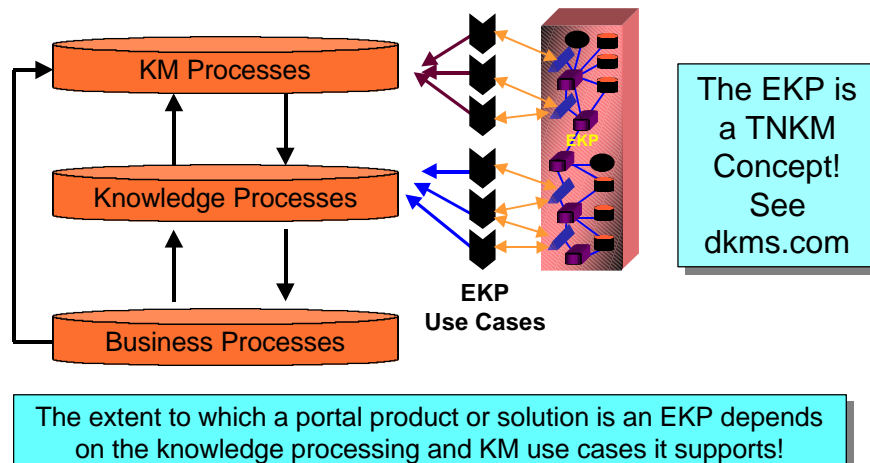 KM Processes
Knowledge Processes
Business Processes
EKP
Use Cases
EKP
The EKP is
a TNKM
Concept!
See
dkms.com
The extent to which a portal product or solution is an EKP depends
on the knowledge processing and KM use cases it supports!